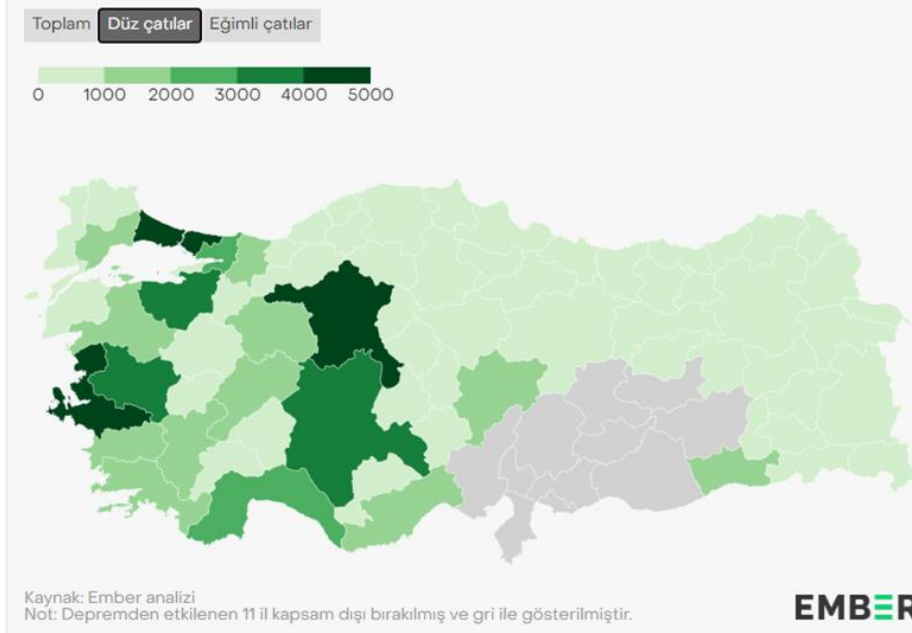 Toplam Düz çatılar Eğimli çatılar
0 1000 2000 3000 4000 5000
Kaynak: Ember analizi
Not: Depremden etkilenen 11 il kapsam dışı bırakılmış ve gri ile gösterilmiştir.
EMBER